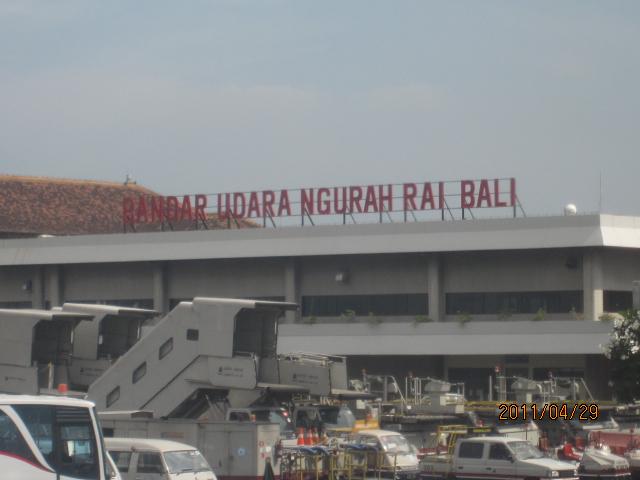 BANDAR UDARA NGURAH RAI BALI
2011/04/29